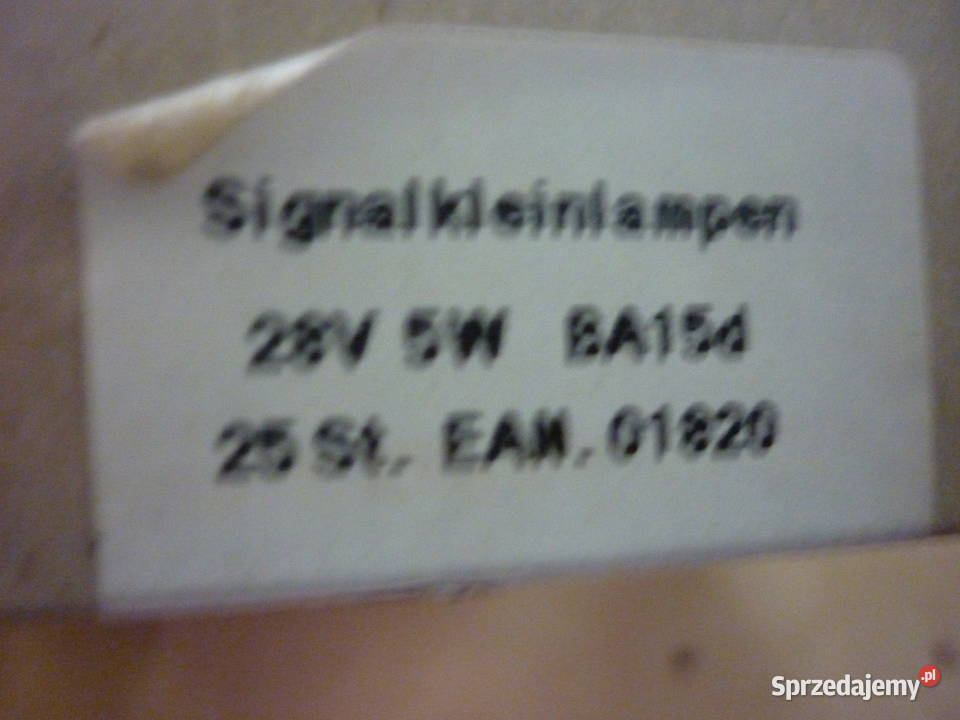 Signalkleinlampen
28V 5W BA15d
25 St. EAN. 01820
Sprzedajemy.pl